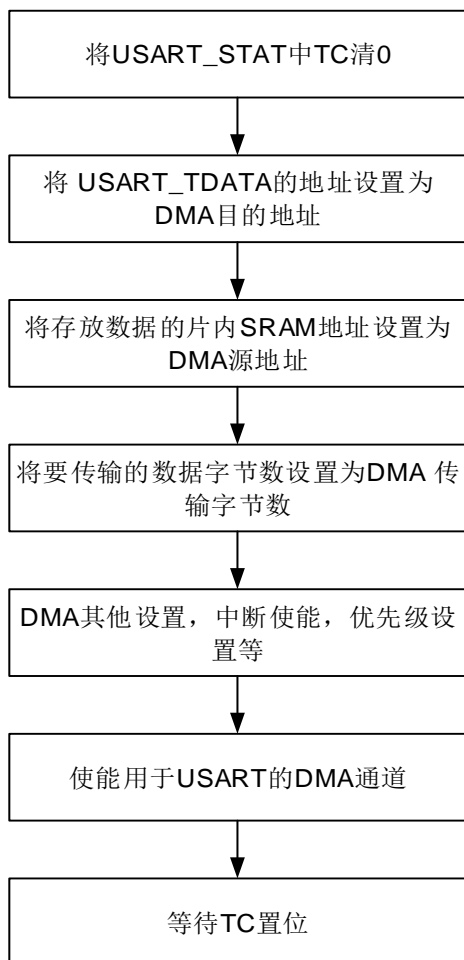 将USART_STAT中TC清0
将 USART_TDATA的地址设置为
DMA目的地址
将存放数据的片内SRAM地址设置为
DMA源地址
将要传输的数据字节数设置为DMA 传
输字节数
DMA其他设置，中断使能，优先级设
置等
使能用于USART的DMA通道
等待TC置位